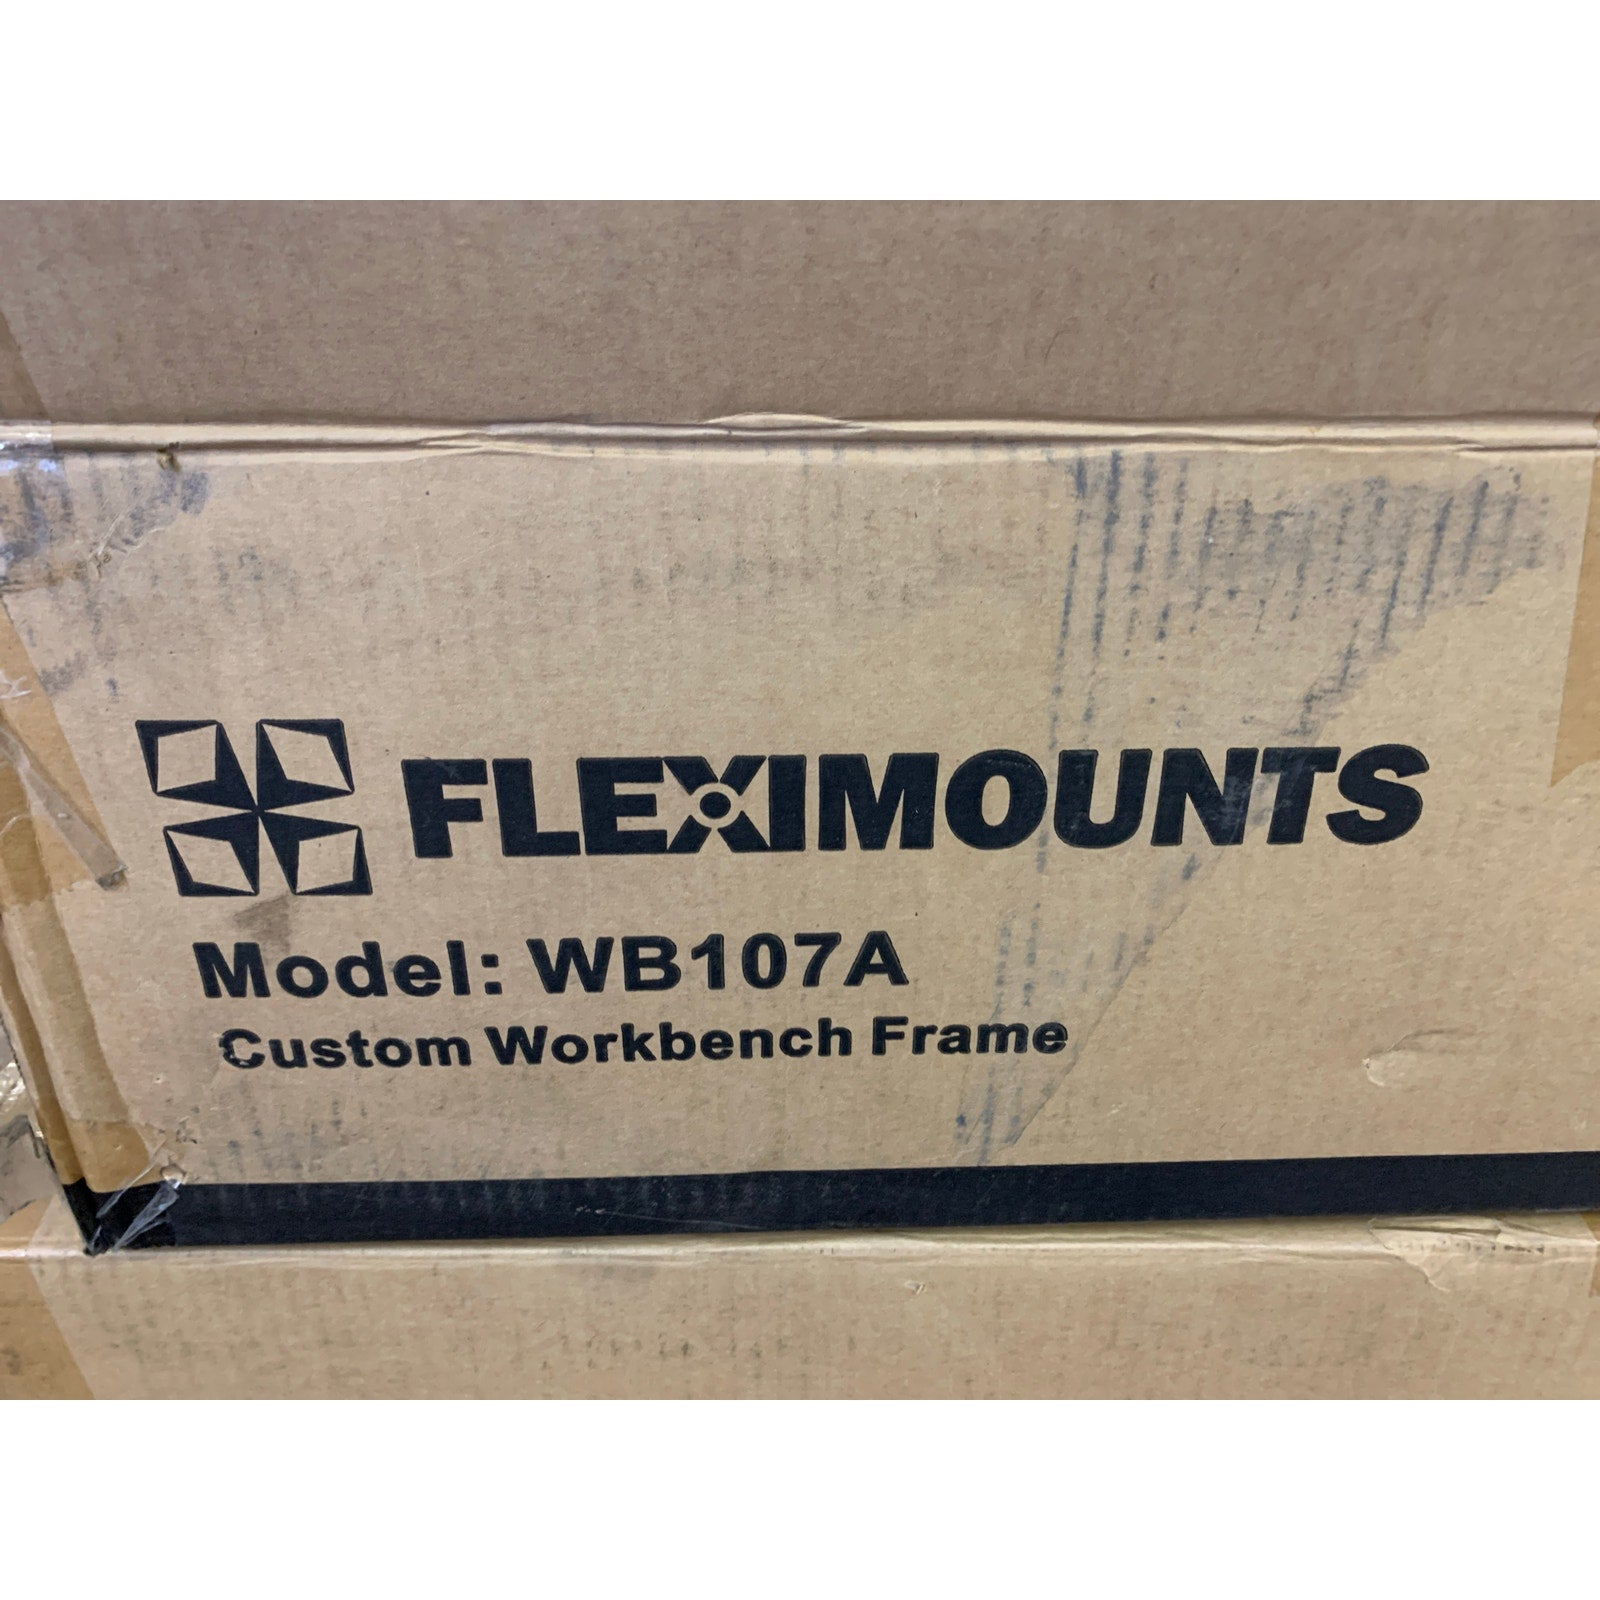 FLEXIMOUNTS
Model: WB107A
Custom Workbench Frame